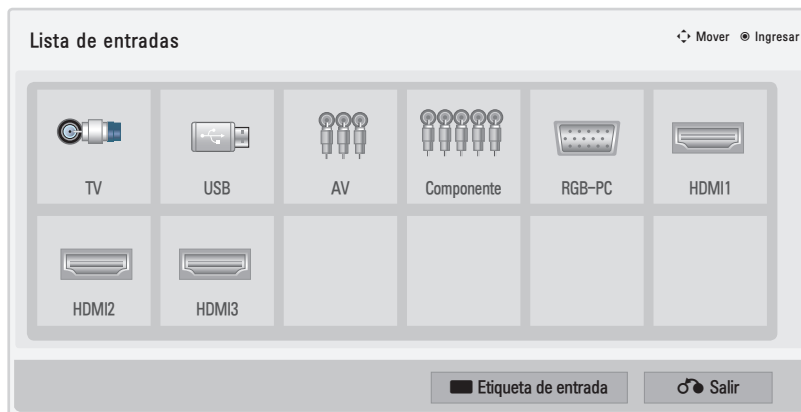 Lista de entradas
Mover Ingresar
TV USB AV Componente RGB-PC HDMI1
HDMI2 HDMI3
Etiqueta de entrada Salir